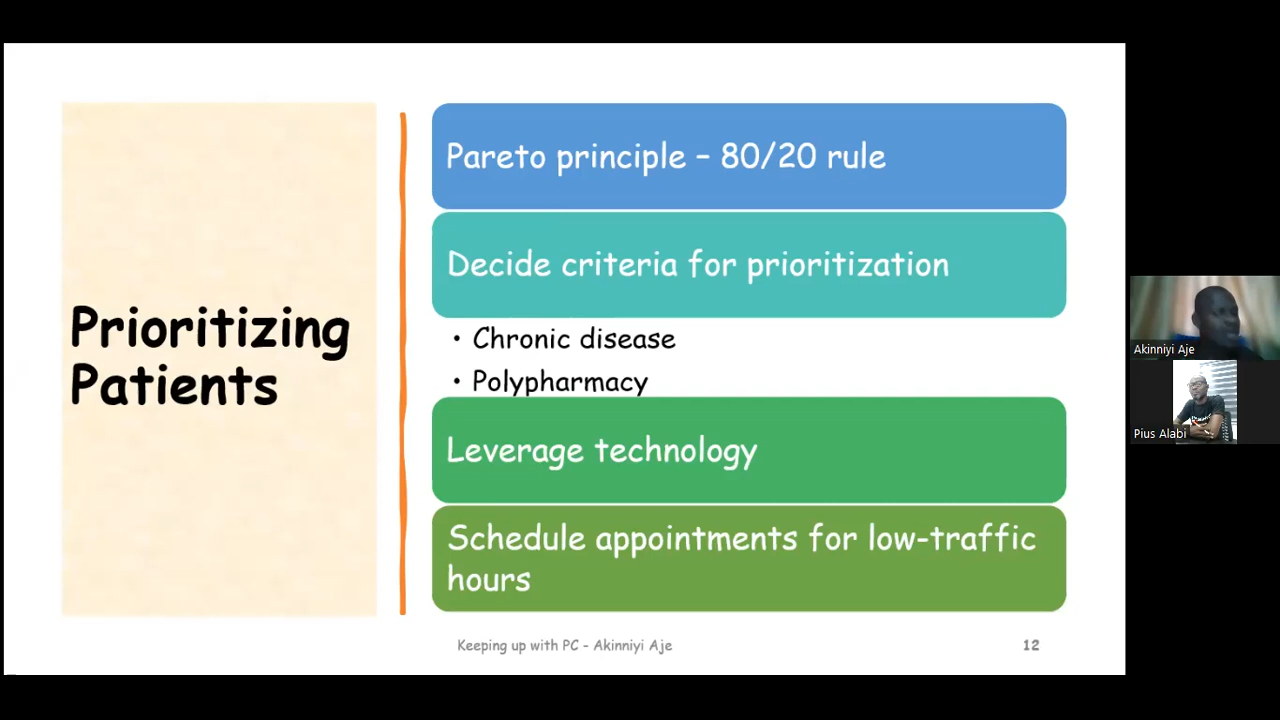 Prioritizing
Patients
Pareto principle – 80/20 rule
Decide criteria for prioritization
• Chronic disease
• Polypharmacy
Leverage technology
Schedule appointments for low-traffic
hours
Keeping up with PC - Akinniyi Aje
12
Akinniyi Aje
Pius Alabi